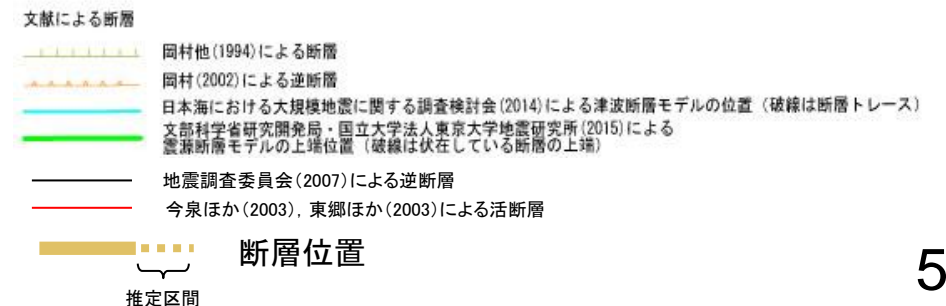 文献による断層
岡村他(1994)による断層
岡村(2002)による逆断層
日本海における大規模地震に関する調査検討会(2014)による津波断層モデルの位置（破線は断層トレース）
文部科学省研究開発局・国立大学法人東京大学地震研究所(2015)による
震源断層モデルの上端位置（破線は伏在している断層の上端）
地震調査委員会(2007)による逆断層
今泉ほか(2003)，東郷ほか(2003)による活断層
断層位置
推定区間
5